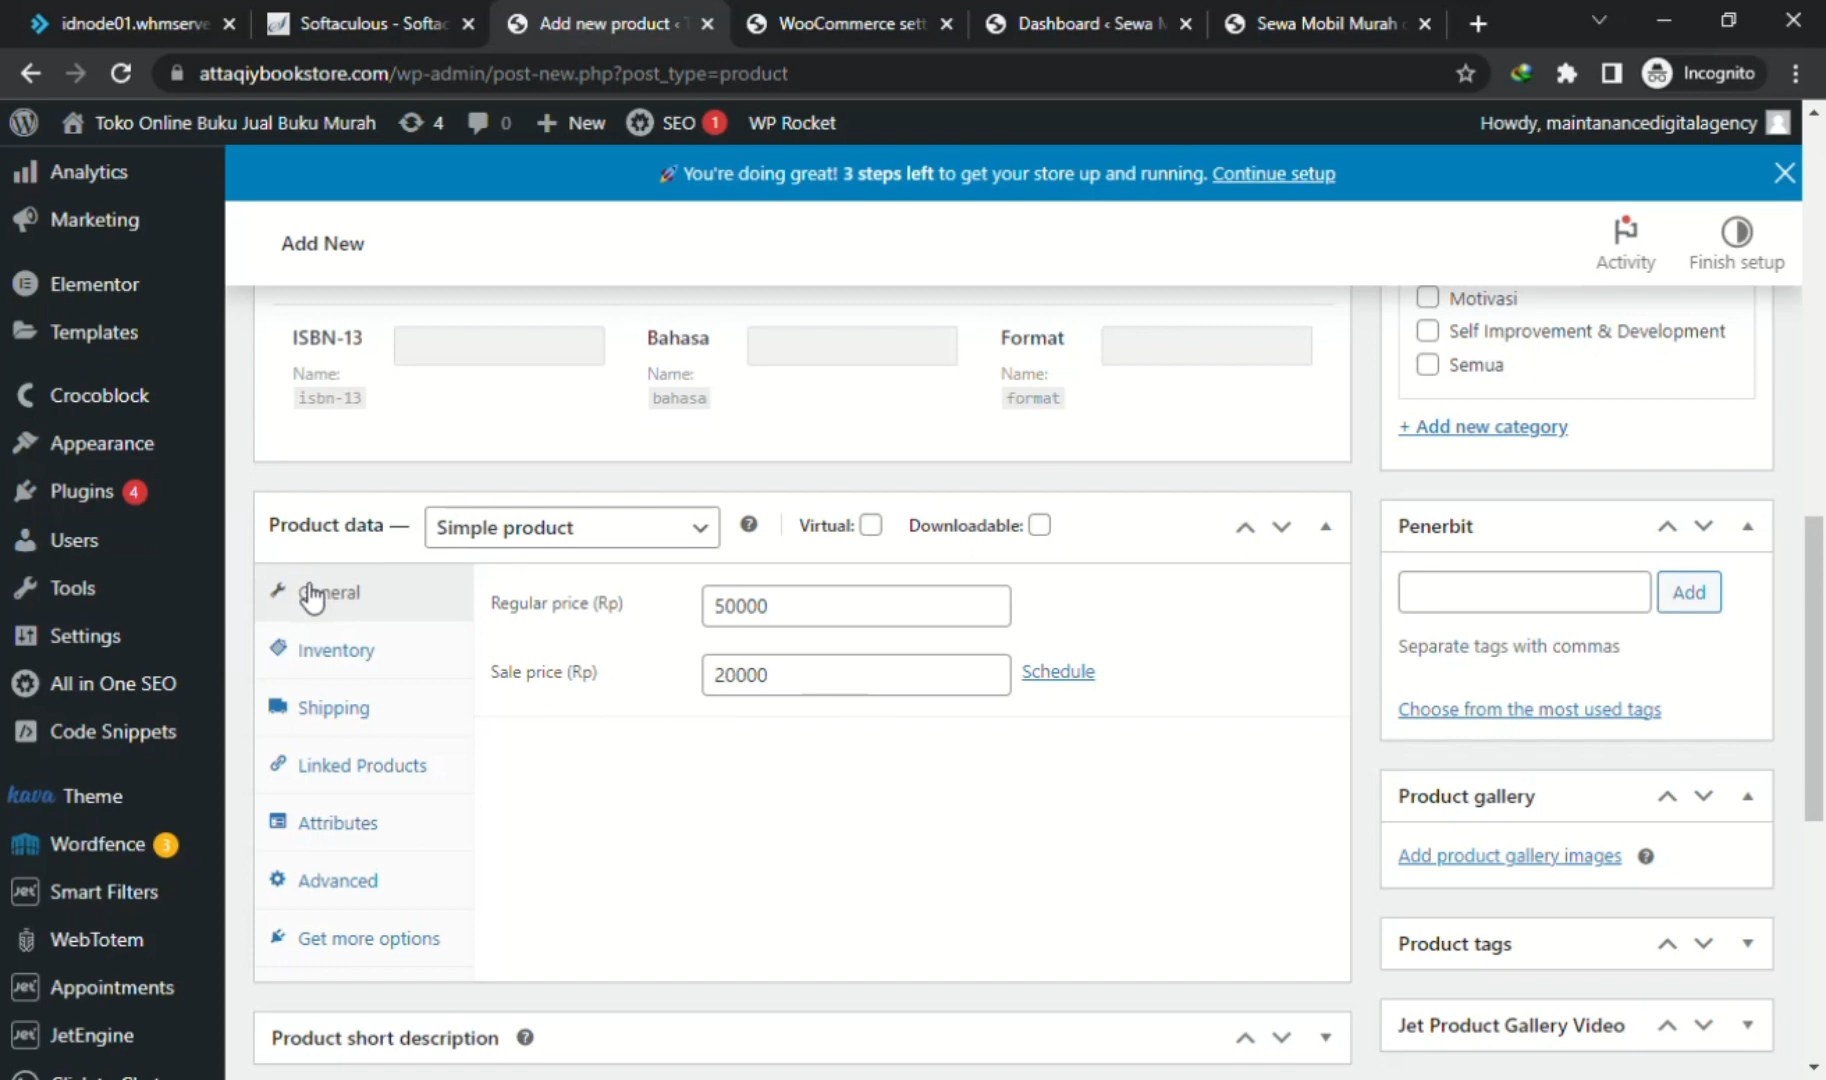 idnode01.whmserve
Softaculous - Softac
Add new product ‹
WooCommerce sett
Dashboard ‹ Sewa
Sewa Mobil Murah
attaqiybookstore.com/wp-admin/post-new.php?post_type=product
Incognito
Toko Online Buku Jual Buku Murah
4
0
New
SEO 1
WP Rocket
Howdy, maintanancedigitalagency
Analytics
Marketing
Elementor
Templates
Crocoblock
Appearance
Plugins 4
Users
Tools
Settings
All in One SEO
Code Snippets
kava Theme
Wordfence 3
Jet Smart Filters
WebTotem
Jet Appointments
Jet JetEngine
You're doing great! 3 steps left to get your store up and running. Continue setup
Add New
Activity
Finish setup
ISBN-13
Name:
isbn-13
Bahasa
Name:
bahasa
Format
Name:
format
Product data —
Simple product
Virtual:
Downloadable:
General
Inventory
Shipping
Linked Products
Attributes
Advanced
Get more options
Regular price (Rp)
50000
Sale price (Rp)
20000
Schedule
Product short description
Motivasi
Self Improvement & Development
Semua
+ Add new category
Penerbit
Add
Separate tags with commas
Choose from the most used tags
Product gallery
Add product gallery images
Product tags
Jet Product Gallery Video